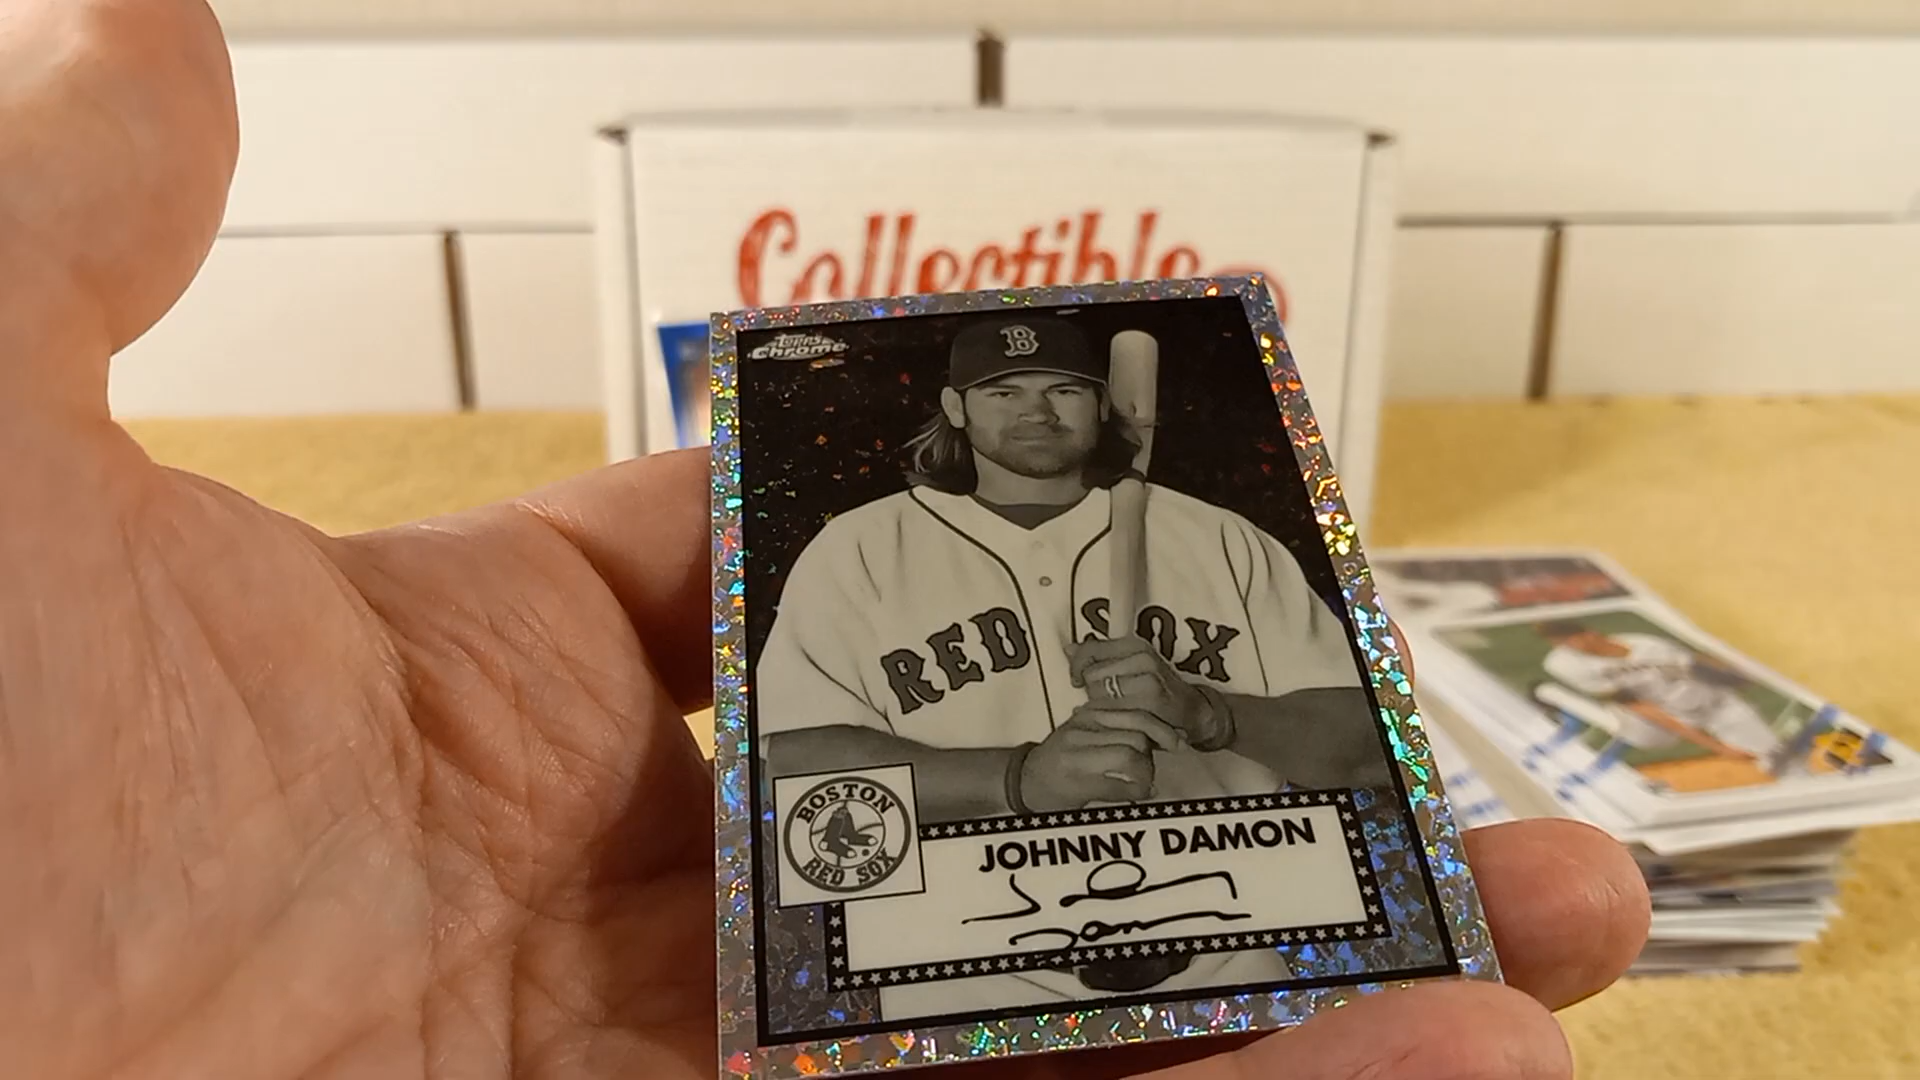 Collectible
Topps
Chrome
B
RED SOX
BOSTON
RED SOX
JOHNNY DAMON